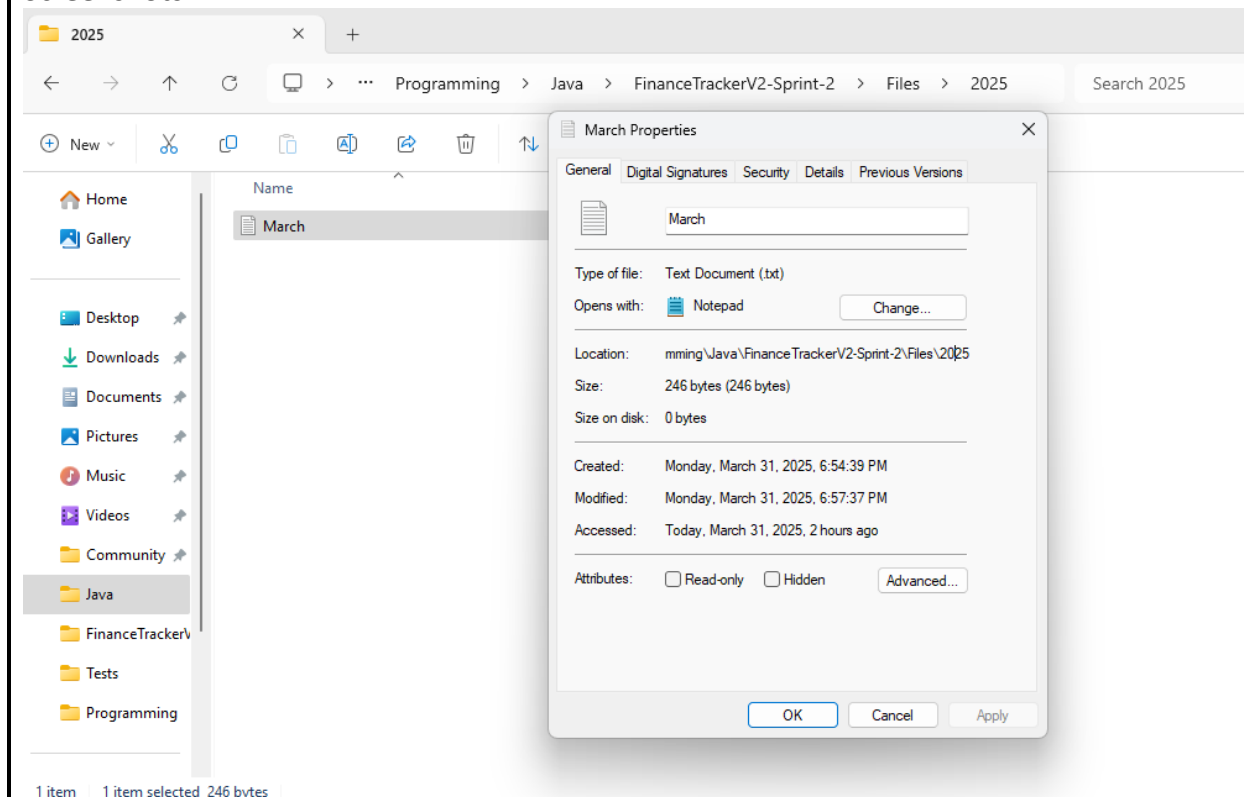 2025
Programming > Java > FinanceTrackerV2-Sprint-2 > Files > 2025
Search 2025
New
March Properties
General Digital Signatures Security Details Previous Versions
Home
Gallery
Desktop
Downloads
Documents
Pictures
Music
Videos
Community
Java
FinanceTrackerV
Tests
Programming
Name
March
March
Type of file: Text Document (.txt)
Opens with: Notepad Change...
Location: mming\Java\FinanceTrackerV2-Sprint-2\Files\2025
Size: 246 bytes (246 bytes)
Size on disk: 0 bytes
Created: Monday, March 31, 2025, 6:54:39 PM
Modified: Monday, March 31, 2025, 6:57:37 PM
Accessed: Today, March 31, 2025, 2 hours ago
Attributes: Read-only Hidden Advanced...
OK Cancel Apply
1 item 1 item selected 246 bytes